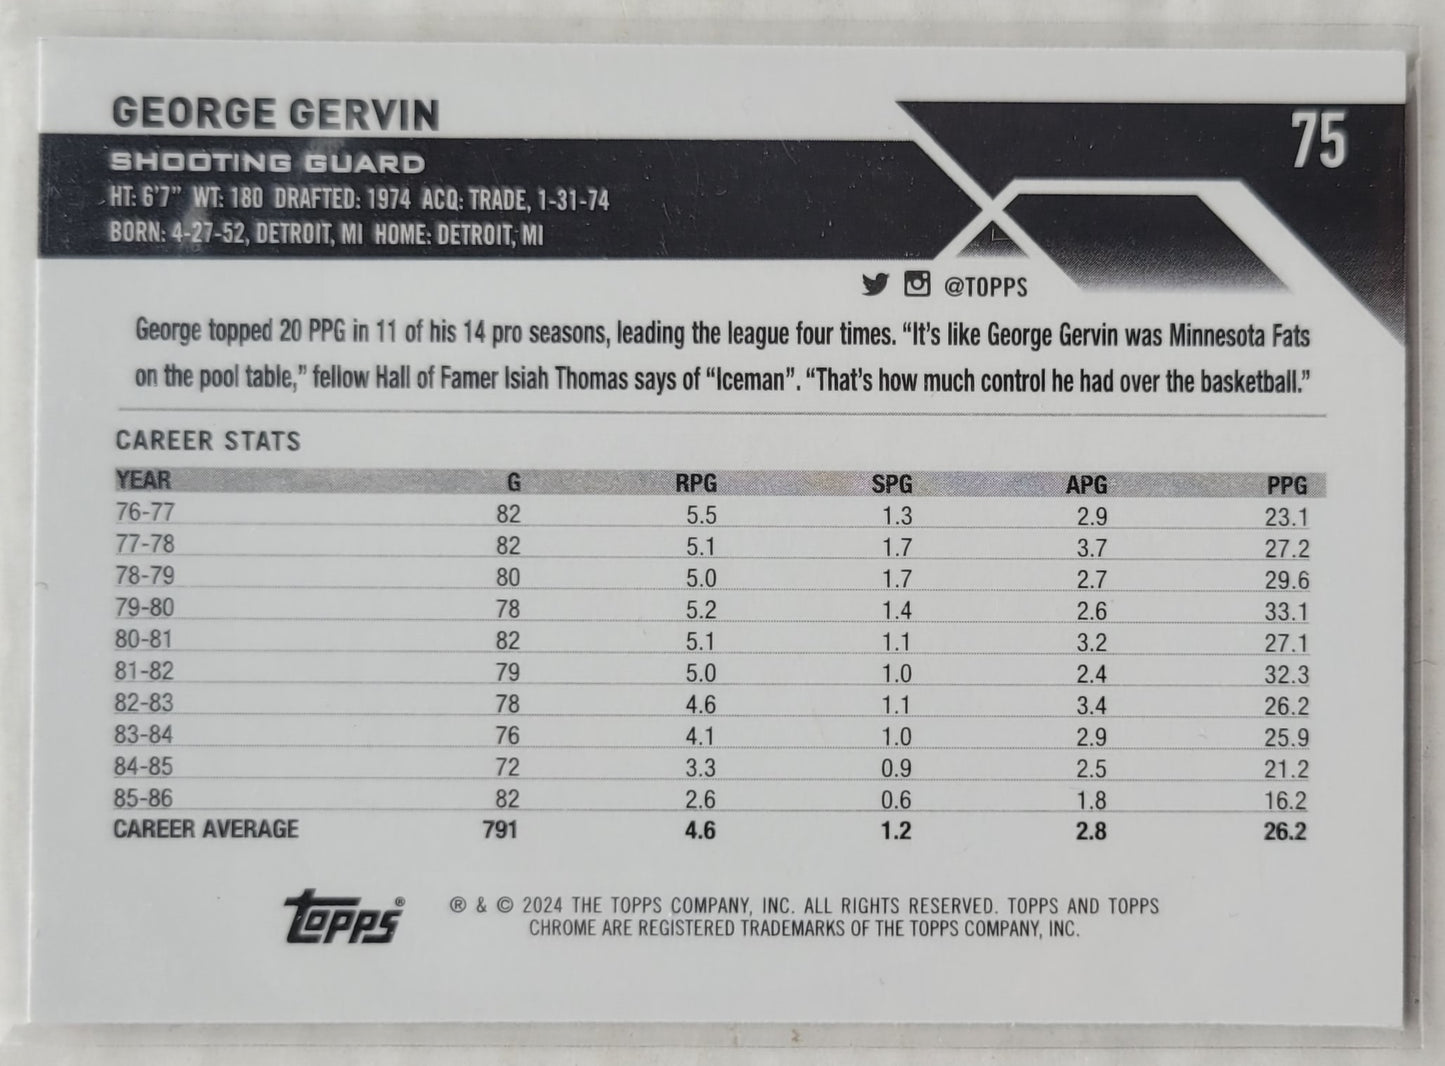 GEORGE GERVIN
75
SHOOTING GUARD
HT: 6'7" WT: 180 DRAFTED: 1974 ACQ: TRADE, 1-31-74
BORN: 4-27-52, DETROIT, MI HOME: DETROIT, MI
@TOPPS
George topped 20 PPG in 11 of his 14 pro seasons, leading the league four times. “It’s like George Gervin was Minnesota Fats
on the pool table,” fellow Hall of Famer Isiah Thomas says of “Iceman”. “That’s how much control he had over the basketball.”
CAREER STATS
YEAR G RPG SPG APG PPG
76-77 82 5.5 1.3 2.9 23.1
77-78 82 5.1 1.7 3.7 27.2
78-79 80 5.0 1.7 2.7 29.6
79-80 78 5.2 1.4 2.6 33.1
80-81 82 5.1 1.1 3.2 27.1
81-82 79 5.0 1.0 2.4 32.3
82-83 78 4.6 1.1 3.4 26.2
83-84 76 4.1 1.0 2.9 25.9
84-85 72 3.3 0.9 2.5 21.2
85-86 82 2.6 0.6 1.8 16.2
CAREER AVERAGE 791 4.6 1.2 2.8 26.2
TOPPS®
® & © 2024 THE TOPPS COMPANY, INC. ALL RIGHTS RESERVED. TOPPS AND TOPPS
CHROME ARE REGISTERED TRADEMARKS OF THE TOPPS COMPANY, INC.